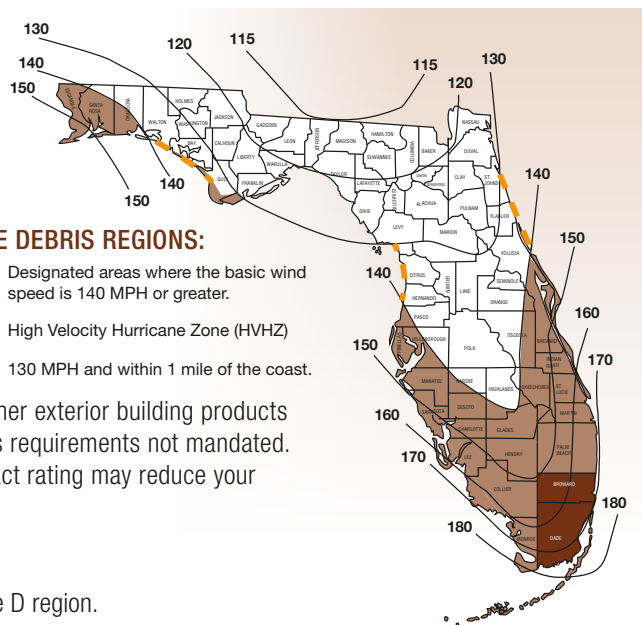 130
120
115
115
120
130
140
150
150
140
140
150
140
150
160
170
160
170
180
180
SANTA ROSA
OKALOOSA
WALTON
HOLMES
WASHINGTON
BAY
JACKSON
CALHOUN
GULF
LIBERTY
GADSDEN
FRANKLIN
LEON
WAKULLA
JEFFERSON
MADISON
TAYLOR
HAMILTON
SUWANNEE
LAFAYETTE
DIXIE
COLUMBIA
BAKER
UNION
BRADFORD
GILCHRIST
ALACHUA
LEVY
NASSAU
DUVAL
CLAY
ST. JOHNS
PUTNAM
FLAGLER
MARION
VOLUSIA
CITRUS
SUMTER
LAKE
SEMINOLE
HERNANDO
ORANGE
PASCO
HILLSBOROUGH
PINELLAS
POLK
OSCEOLA
BREVARD
INDIAN RIVER
MANATEE
HARDEE
HIGHLANDS
OKEECHOBEE
ST. LUCIE
SARASOTA
DESOTO
MARTIN
CHARLOTTE
GLADES
PALM BEACH
LEE
HENDRY
COLLIER
BROWARD
MONROE
DADE
E DEBRIS REGIONS:
Designated areas where the basic wind
speed is 140 MPH or greater.
High Velocity Hurricane Zone (HVHZ)
130 MPH and within 1 mile of the coast.
her exterior building products
s requirements not mandated.
act rating may reduce your
e D region.